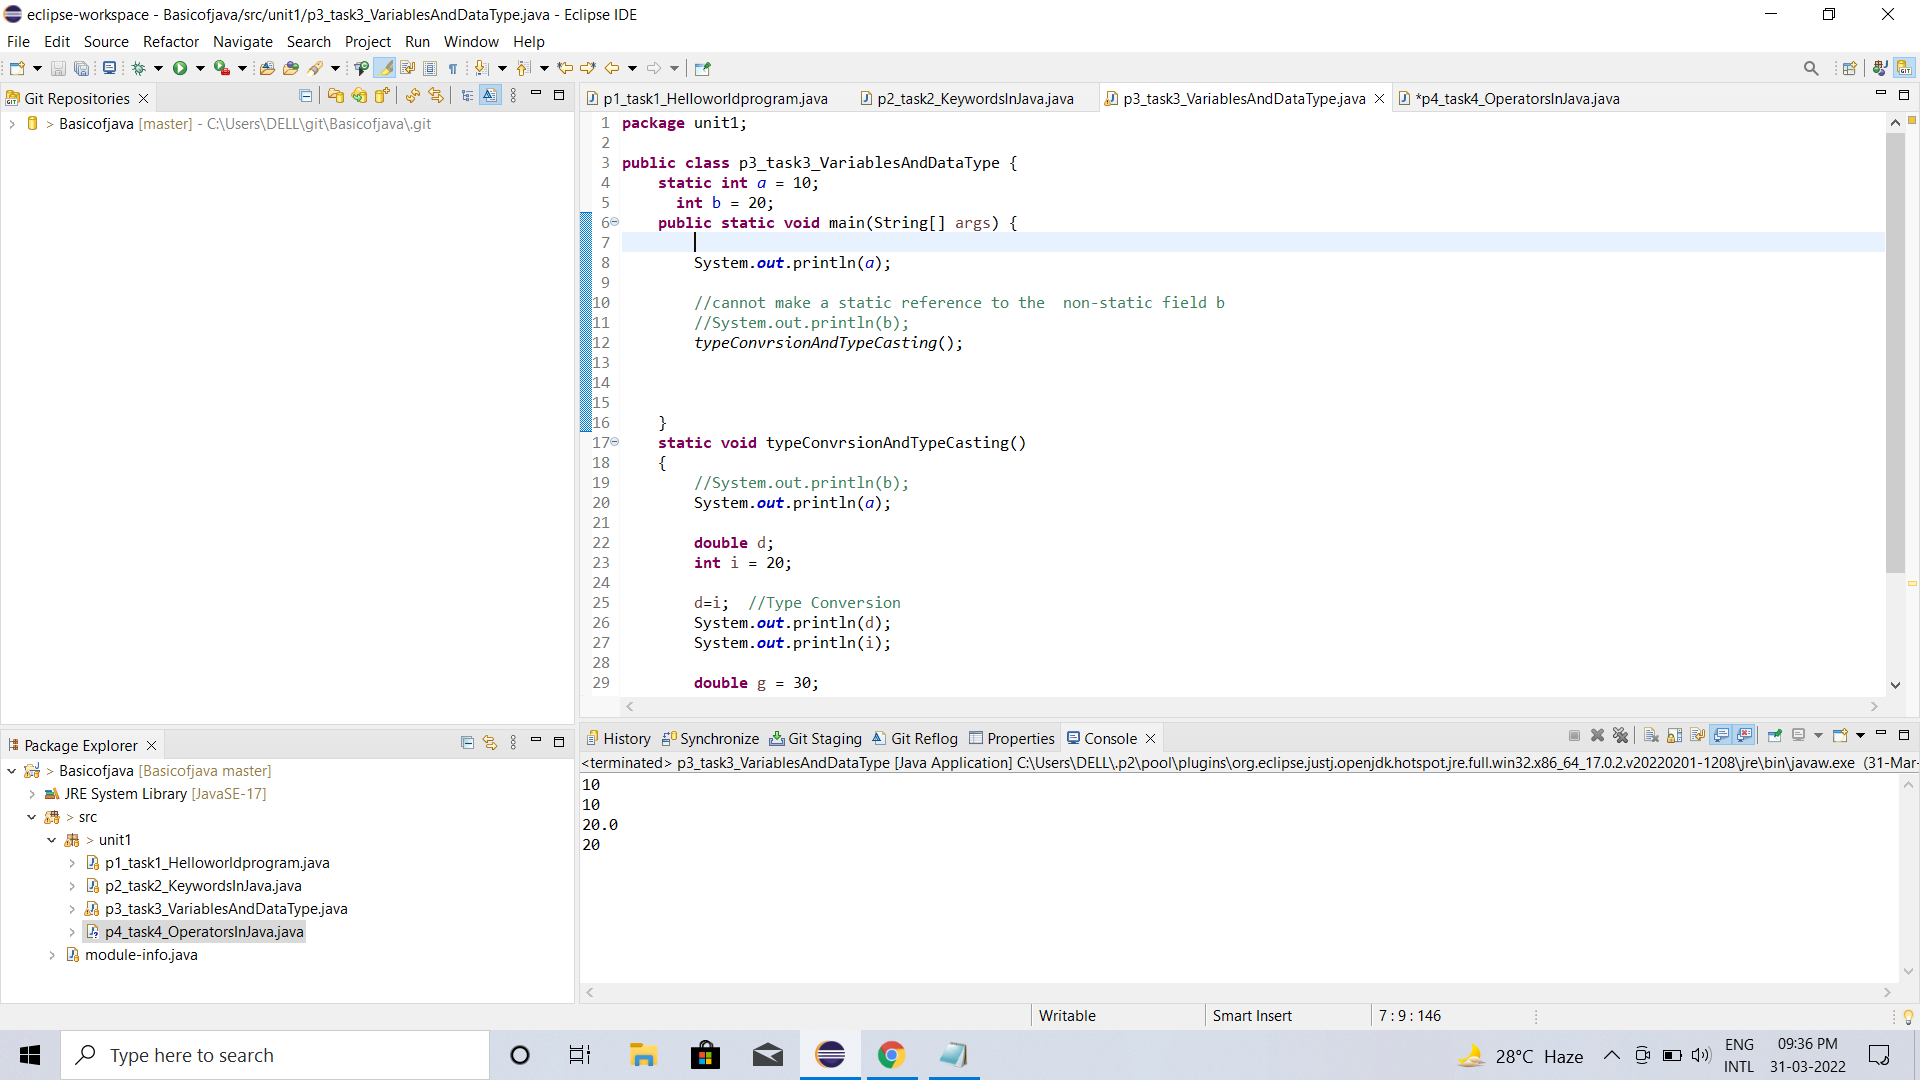 eclipse-workspace - Basicofjava/src/unit1/p3_task3_VariablesAndDataType.java - Eclipse IDE
File Edit Source Refactor Navigate Search Project Run Window Help
Git Repositories
> Basicofjava [master] - C:\Users\DELL\git\Basicofjava\.git
p1_task1_Helloworldprogram.java p2_task2_KeywordsInJava.java p3_task3_VariablesAndDataType.java *p4_task4_OperatorsInJava.java
1 package unit1;
2
3 public class p3_task3_VariablesAndDataType {
4 static int a = 10;
5 int b = 20;
6 public static void main(String[] args) {
7
8 System.out.println(a);
9
10 //cannot make a static reference to the  non-static field b
11 //System.out.println(b);
12 typeConvrsionAndTypeCasting();
13
14
15
16 }
17 static void typeConvrsionAndTypeCasting()
18 {
19 //System.out.println(b);
20 System.out.println(a);
21
22 double d;
23 int i = 20;
24
25 d=i;  //Type Conversion
26 System.out.println(d);
27 System.out.println(i);
28
29 double g = 30;
Package Explorer
> Basicofjava [Basicofjava master]
JRE System Library [JavaSE-17]
> src
> unit1
p1_task1_Helloworldprogram.java
p2_task2_KeywordsInJava.java
p3_task3_VariablesAndDataType.java
p4_task4_OperatorsInJava.java
module-info.java
History Synchronize Git Staging Git Reflog Properties Console
<terminated> p3_task3_VariablesAndDataType [Java Application] C:\Users\DELL\.p2\pool\plugins\org.eclipse.justj.openjdk.hotspot.jre.full.win32.x86_64_17.0.2.v20220201-1208\jre\bin\javaw.exe (31-Mar-
10
10
20.0
20
Writable Smart Insert 7 : 9 : 146
Type here to search
28°C Haze
ENG
INTL
09:36 PM
31-03-2022